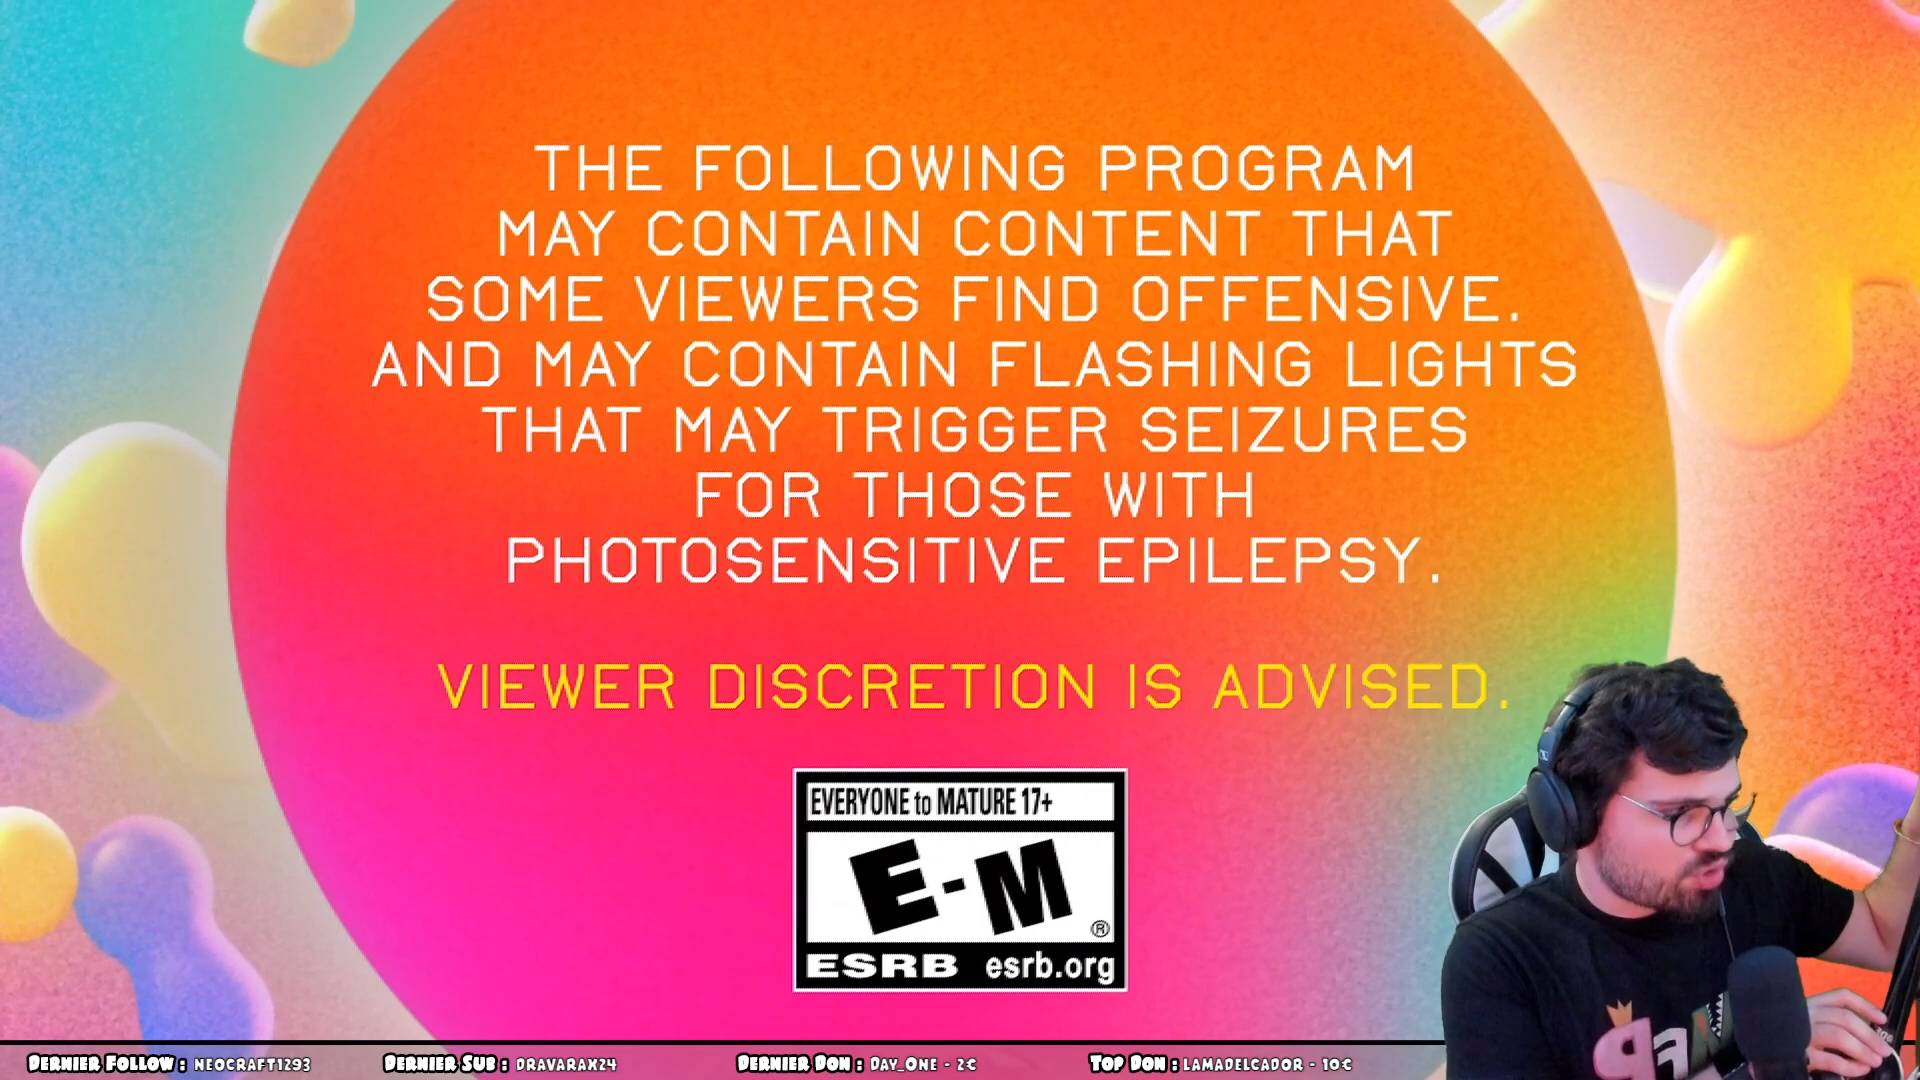 THE FOLLOWING PROGRAM
MAY CONTAIN CONTENT THAT
SOME VIEWERS FIND OFFENSIVE.
AND MAY CONTAIN FLASHING LIGHTS
THAT MAY TRIGGER SEIZURES
FOR THOSE WITH
PHOTOSENSITIVE EPILEPSY.
VIEWER DISCRETION IS ADVISED.
EVERYONE to MATURE 17+
E-M
®
ESRB esrb.org
DERNIER FOLLOW : NEOCRAFT1293 DERNIER SUB : DRAVARAX24 DERNIER DON : DAY_ONE - 2€ TOP DON : LAMADELCADOR - 10€